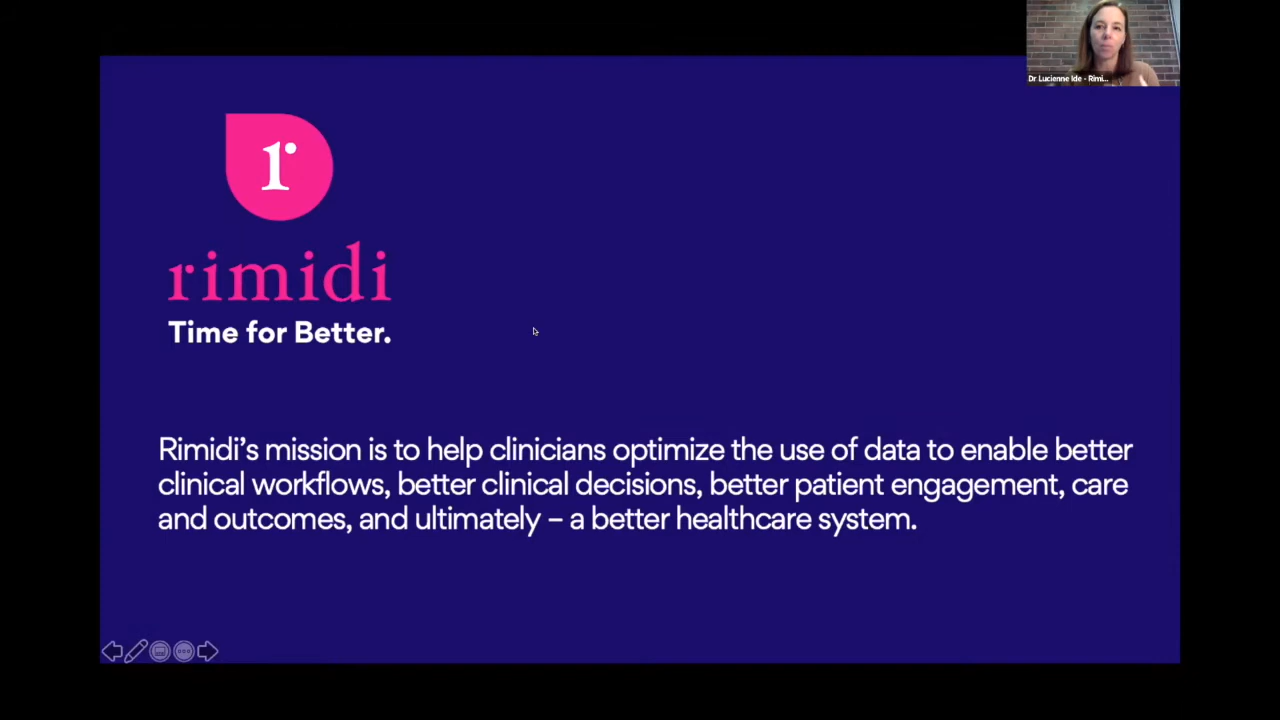 Dr Lucienne Ide - Rimi...
r
rimidi
Time for Better.
Rimidi’s mission is to help clinicians optimize the use of data to enable better
clinical workflows, better clinical decisions, better patient engagement, care
and outcomes, and ultimately – a better healthcare system.